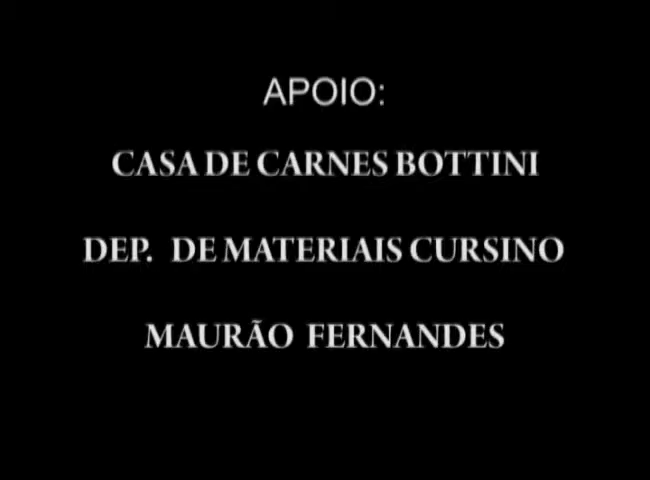 APOIO:
CASA DE CARNES BOTTINI
DEP. DE MATERIAIS CURSINO
MAURÃO FERNANDES